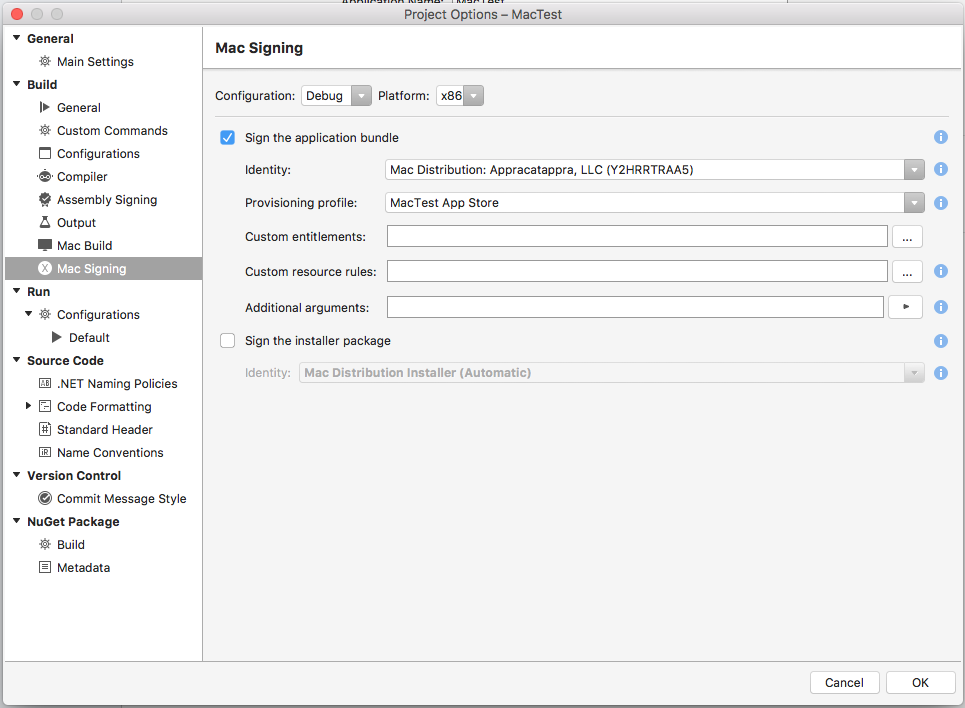 Project Options – MacTest
General
Main Settings
Build
General
Custom Commands
Configurations
Compiler
Assembly Signing
Output
Mac Build
Mac Signing
Run
Configurations
Default
Source Code
.NET Naming Policies
Code Formatting
Standard Header
Name Conventions
Version Control
Commit Message Style
NuGet Package
Build
Metadata
Mac Signing
Configuration: Debug Platform: x86
Sign the application bundle
Identity: Mac Distribution: Appracatappra, LLC (Y2HRRTRAA5)
Provisioning profile: MacTest App Store
Custom entitlements: ...
Custom resource rules: ...
Additional arguments:
Sign the installer package
Identity: Mac Distribution Installer (Automatic)
Cancel OK